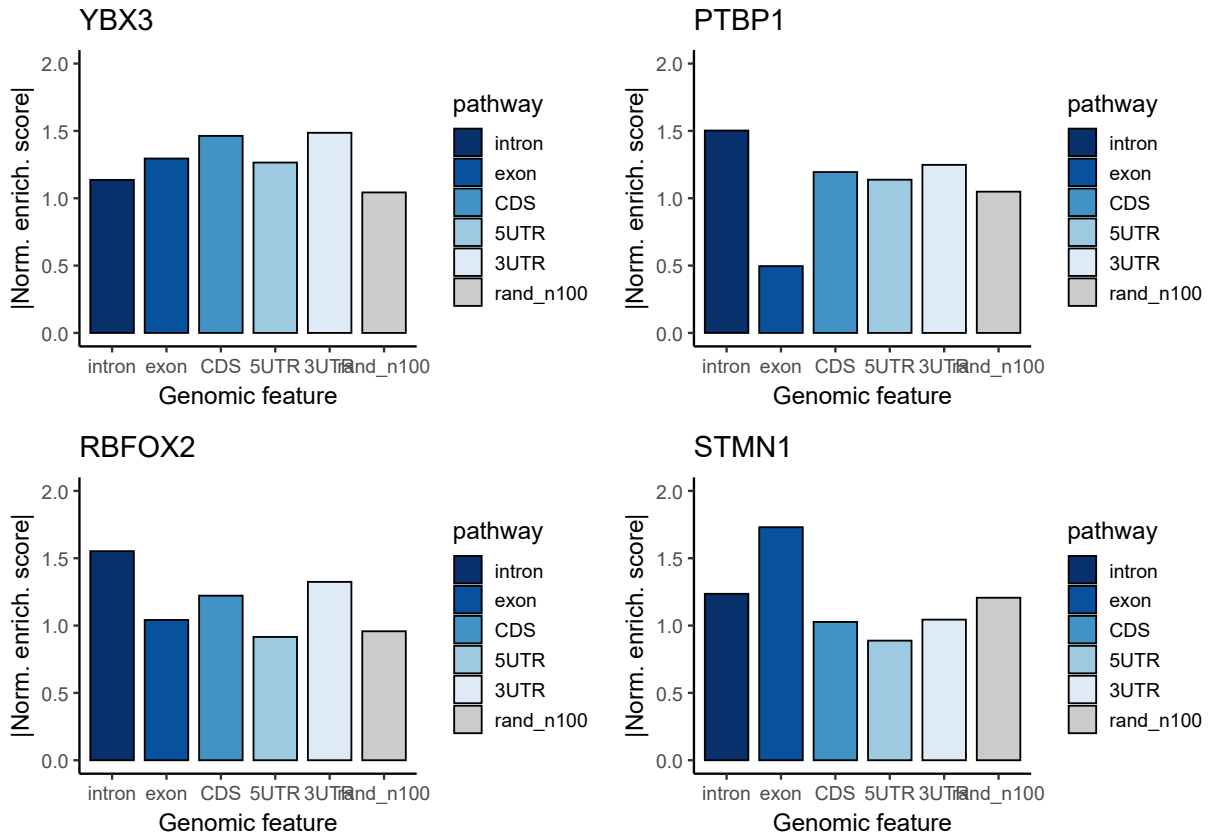 YBX3
|Norm. enrich. score|
2.0
1.5
1.0
0.5
0.0
intron exon CDS 5UTR 3UTR rand_n100
Genomic feature
pathway
intron
exon
CDS
5UTR
3UTR
rand_n100
PTBP1
|Norm. enrich. score|
2.0
1.5
1.0
0.5
0.0
intron exon CDS 5UTR 3UTR rand_n100
Genomic feature
pathway
intron
exon
CDS
5UTR
3UTR
rand_n100
RBFOX2
|Norm. enrich. score|
2.0
1.5
1.0
0.5
0.0
intron exon CDS 5UTR 3UTR rand_n100
Genomic feature
pathway
intron
exon
CDS
5UTR
3UTR
rand_n100
STMN1
|Norm. enrich. score|
2.0
1.5
1.0
0.5
0.0
intron exon CDS 5UTR 3UTR rand_n100
Genomic feature
pathway
intron
exon
CDS
5UTR
3UTR
rand_n100